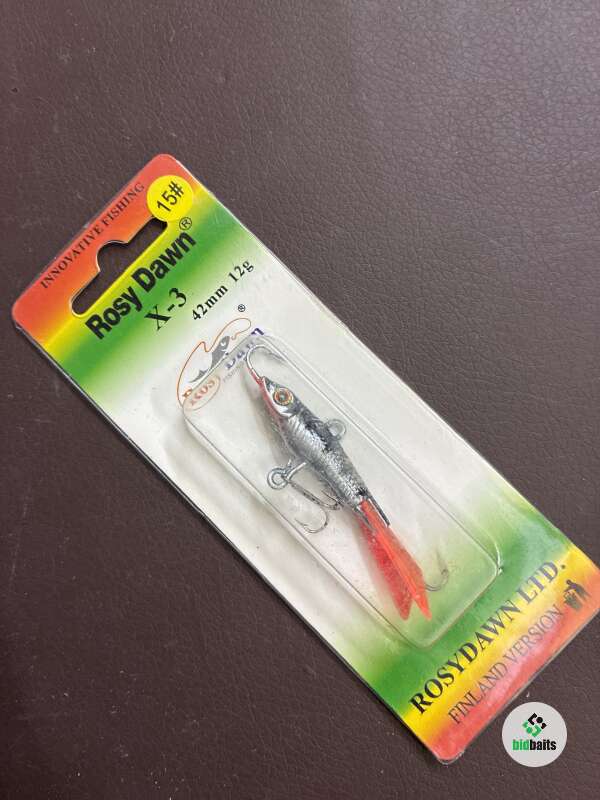 INNOVATIVE FISHING
15#
Rosy Dawn®
X-3
42mm 12g
®
ROSYDAWN LTD.
FINLAND VERSION
bidbaits